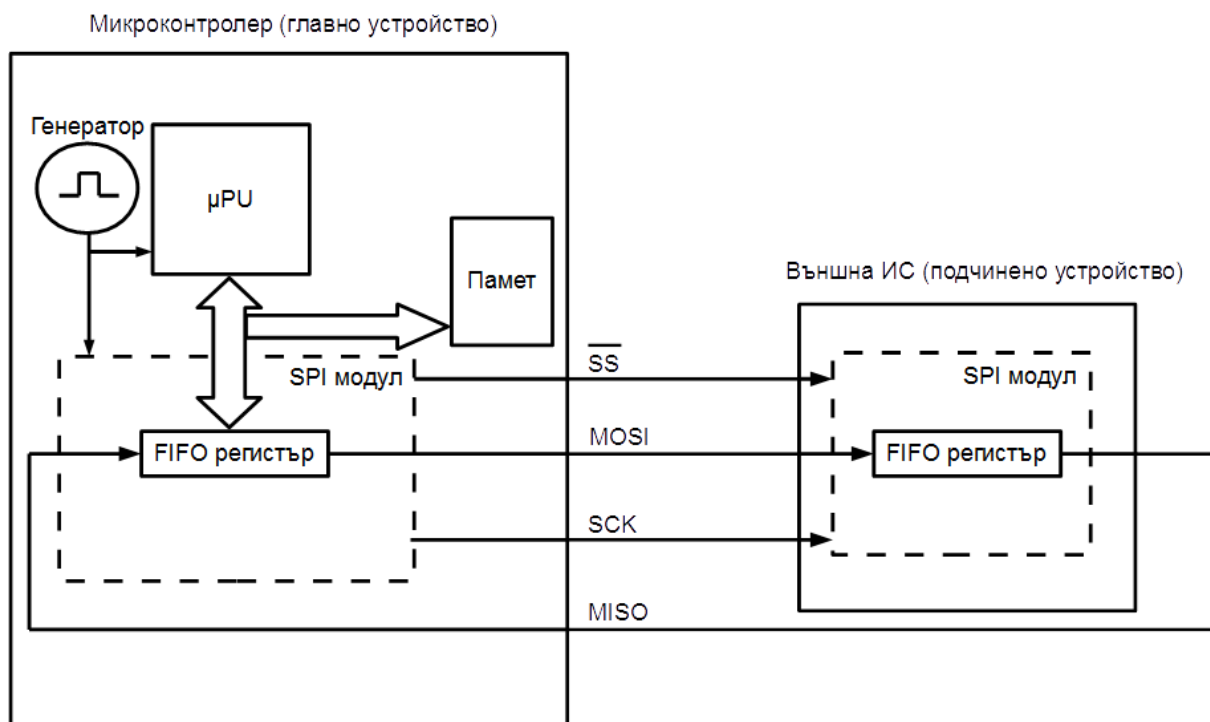 Микроконтролер (главно устройство)
Генератор
µPU
Памет
Външна ИС (подчинено устройство)
SS
SPI модул
SPI модул
MOSI
FIFO регистър
FIFO регистър
SCK
MISO